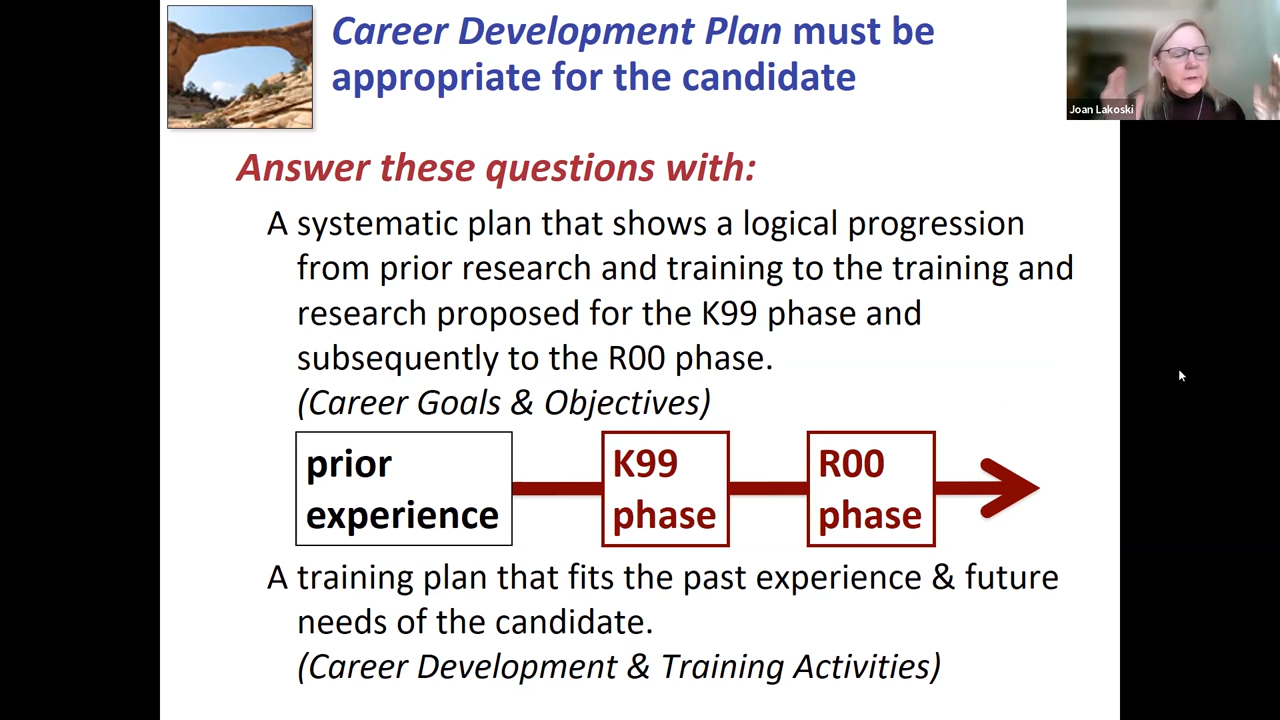 Career Development Plan must be
appropriate for the candidate
Joan Lakoski
Answer these questions with:
A systematic plan that shows a logical progression
from prior research and training to the training and
research proposed for the K99 phase and
subsequently to the R00 phase.
(Career Goals & Objectives)
prior
experience
K99
phase
R00
phase
A training plan that fits the past experience & future
needs of the candidate.
(Career Development & Training Activities)